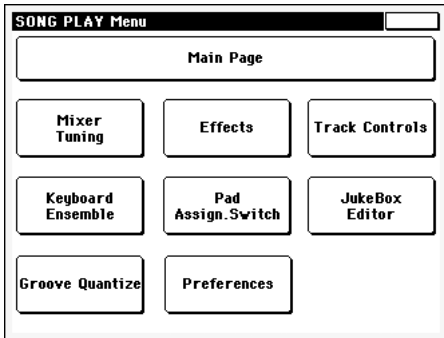 SONG PLAY Menu
Main Page
Mixer
Tuning
Effects
Track Controls
Keyboard
Ensemble
Pad
Assign.Switch
JukeBox
Editor
Groove Quantize
Preferences